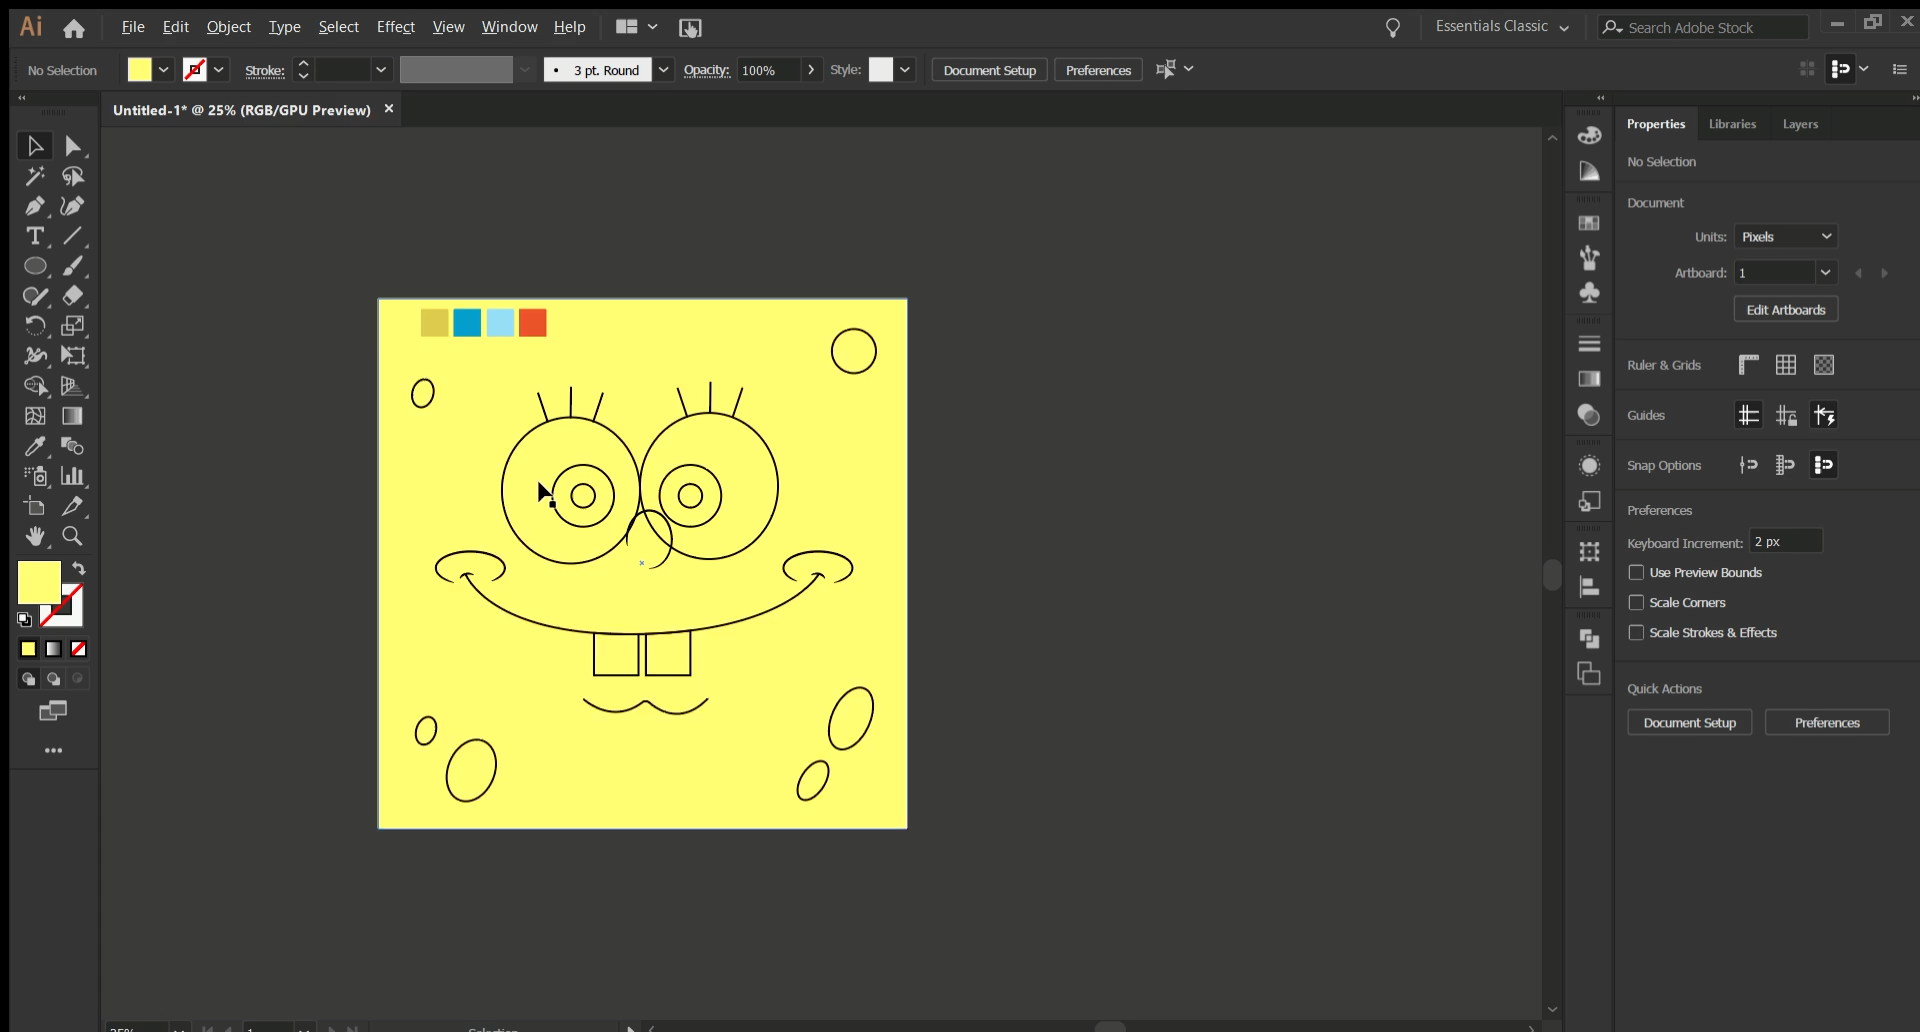 Ai File Edit Object Type Select Effect View Window Help Essentials Classic Search Adobe Stock
No Selection Stroke: 3 pt. Round Opacity: 100% Style: Document Setup Preferences
Untitled-1* @ 25% (RGB/GPU Preview)
Properties Libraries Layers
No Selection
Document
Units: Pixels
Artboard: 1
Edit Artboards
Ruler & Grids
Guides
Snap Options
Preferences
Keyboard Increment: 2 px
Use Preview Bounds
Scale Corners
Scale Strokes & Effects
Quick Actions
Document Setup Preferences
25% 1 Selection